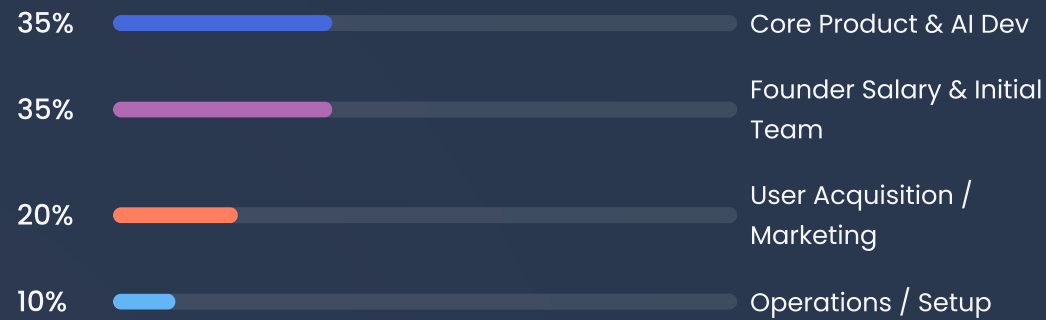 35%
Core Product & AI Dev
35%
Founder Salary & Initial
Team
20%
User Acquisition /
Marketing
10%
Operations / Setup